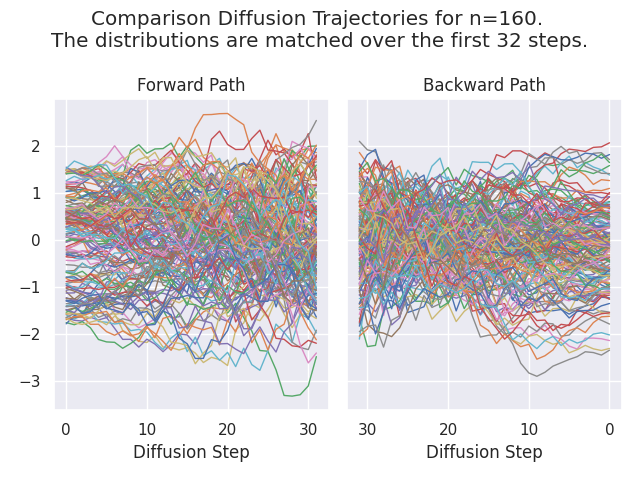 Comparison Diffusion Trajectories for n=160.
The distributions are matched over the first 32 steps.
Forward Path
Backward Path
2
1
0
−1
−2
−3
0 10 20 30
30 20 10 0
Diffusion Step
Diffusion Step